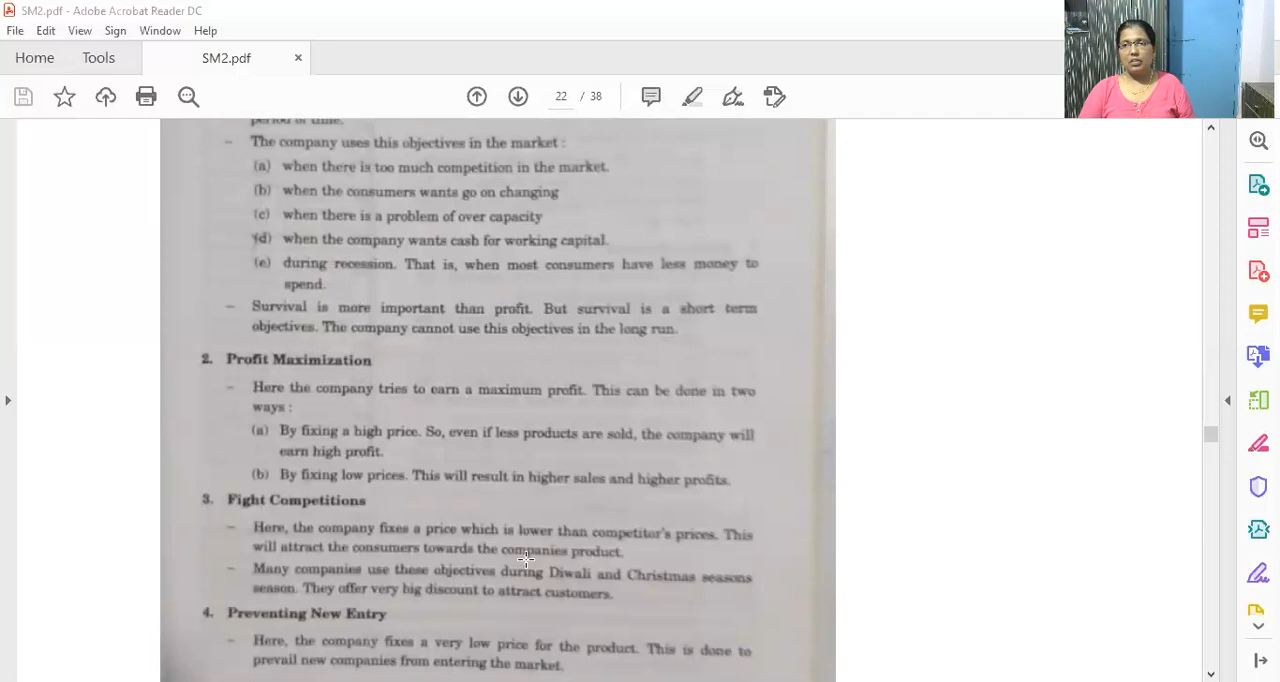 SM2.pdf - Adobe Acrobat Reader DC
File Edit View Sign Window Help
Home Tools SM2.pdf ×
22 / 38
period of time.
- The company uses this objectives in the market :
(a) when there is too much competition in the market.
(b) when the consumers wants go on changing
(c) when there is a problem of over capacity
(d) when the company wants cash for working capital.
(e) during recession. That is, when most consumers have less money to
spend.
- Survival is more important than profit. But survival is a short term
objectives. The company cannot use this objectives in the long run.
2. Profit Maximization
- Here the company tries to earn a maximum profit. This can be done in two
ways :
(a) By fixing a high price. So, even if less products are sold, the company will
earn high profit.
(b) By fixing low prices. This will result in higher sales and higher profits.
3. Fight Competitions
- Here, the company fixes a price which is lower than competitor's prices. This
will attract the consumers towards the companies product.
- Many companies use these objectives during Diwali and Christmas seasons
season. They offer very big discount to attract customers.
4. Preventing New Entry
- Here, the company fixes a very low price for the product. This is done to
prevail new companies from entering the market.